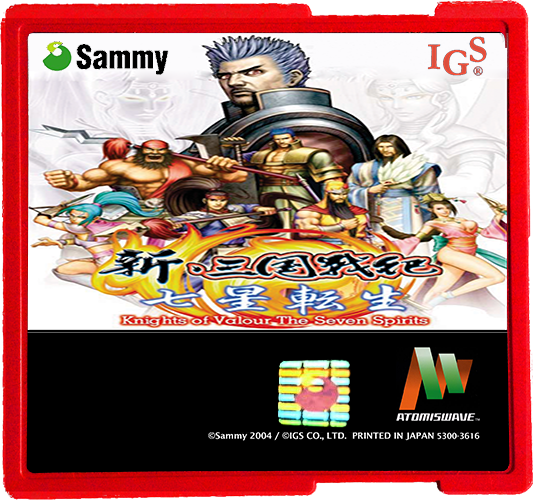 Sammy
IGS®
新・三国戦紀
七星転生
Knights of Valour The Seven Spirits
ATOMISWAVE™
©Sammy 2004 / ©IGS CO., LTD. PRINTED IN JAPAN 5300-3616